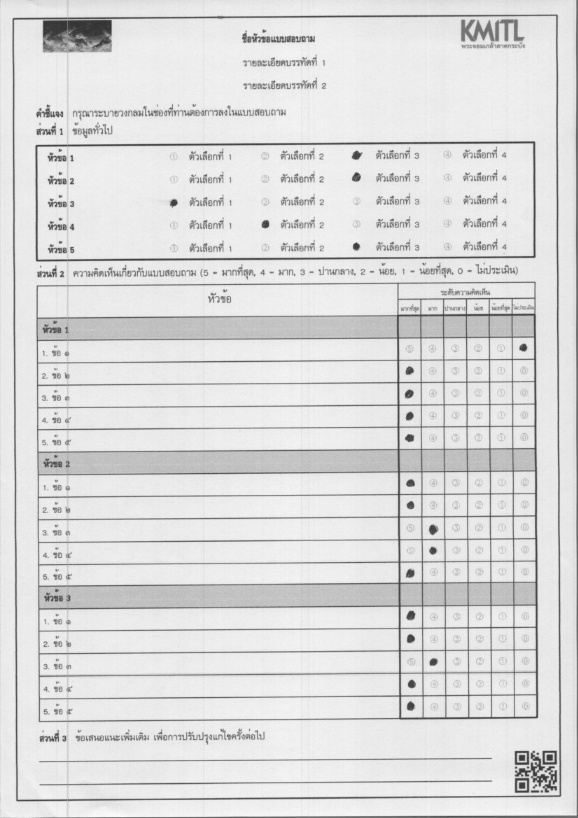 KMITL
พระจอมเกล้าลาดกระบัง
ชื่อหัวข้อแบบสอบถาม
รายละเอียดบรรทัดที่ 1
รายละเอียดบรรทัดที่ 2
คำชี้แจง กรุณาระบายวงกลมในช่องที่ท่านต้องการลงในแบบสอบถาม
ส่วนที่ 1 ข้อมูลทั่วไป
หัวข้อ 1 ① ตัวเลือกที่ 1 ② ตัวเลือกที่ 2 ตัวเลือกที่ 3 ④ ตัวเลือกที่ 4
หัวข้อ 2 ① ตัวเลือกที่ 1 ② ตัวเลือกที่ 2 ตัวเลือกที่ 3 ④ ตัวเลือกที่ 4
หัวข้อ 3 ตัวเลือกที่ 1 ② ตัวเลือกที่ 2 ③ ตัวเลือกที่ 3 ④ ตัวเลือกที่ 4
หัวข้อ 4 ① ตัวเลือกที่ 1 ตัวเลือกที่ 2 ③ ตัวเลือกที่ 3 ④ ตัวเลือกที่ 4
หัวข้อ 5 ① ตัวเลือกที่ 1 ② ตัวเลือกที่ 2 ตัวเลือกที่ 3 ④ ตัวเลือกที่ 4
ส่วนที่ 2 ความคิดเห็นเกี่ยวกับแบบสอบถาม (5 - มากที่สุด, 4 - มาก, 3 - ปานกลาง, 2 - น้อย, 1 - น้อยที่สุด, 0 - ไม่ประเมิน)
หัวข้อ ระดับความคิดเห็น
มากที่สุด มาก ปานกลาง น้อย น้อยที่สุด ไม่ประเมิน
หัวข้อ 1
1. ข้อ ๑ ⑤ ④ ③ ② ①
2. ข้อ ๒ ④ ③ ② ① ⓪
3. ข้อ ๓ ④ ③ ② ① ⓪
4. ข้อ ๔ ④ ③ ② ① ⓪
5. ข้อ ๕ ④ ③ ② ① ⓪
หัวข้อ 2
1. ข้อ ๑ ④ ③ ② ① ⓪
2. ข้อ ๒ ④ ③ ② ① ⓪
3. ข้อ ๓ ⑤ ③ ② ① ⓪
4. ข้อ ๔ ⑤ ③ ② ① ⓪
5. ข้อ ๕ ④ ③ ② ① ⓪
หัวข้อ 3
1. ข้อ ๑ ④ ③ ② ① ⓪
2. ข้อ ๒ ④ ③ ② ① ⓪
3. ข้อ ๓ ⑤ ③ ② ① ⓪
4. ข้อ ๔ ④ ③ ② ① ⓪
5. ข้อ ๕ ④ ③ ② ① ⓪
ส่วนที่ 3 ข้อเสนอแนะเพิ่มเติม เพื่อการปรับปรุงแก้ไขครั้งต่อไป